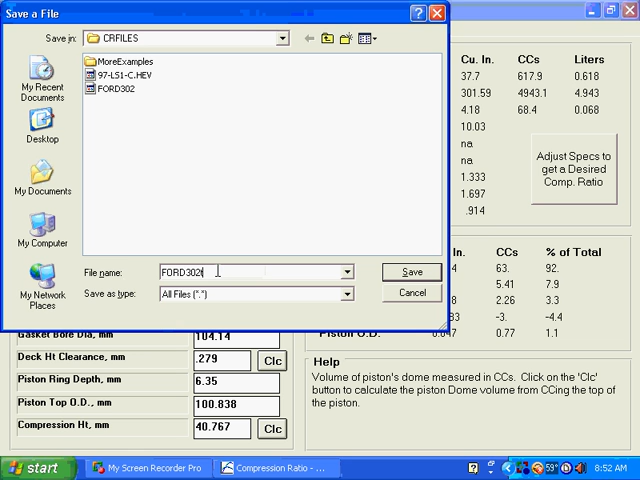 Save a File
Save in:
CRFILES
My Recent
Documents
Desktop
My Documents
My Computer
My Network
Places
MoreExamples
97-LS1-C.HEV
FORD302
File name:
FORD302
Save
Save as type:
All Files (*.*)
Cancel
Cu. In. CCs Liters
37.7 617.9 0.618
301.59 4943.1 4.943
4.18 68.4 0.068
10.03
na
na
1.333
1.697
.914
Adjust Specs to
get a Desired
Comp. Ratio
In. CCs % of Total
4 63. 92.
5.41 7.9
8 2.26 3.3
-3. -4.4
Piston O.D. 0.047 0.77 1.1
Gasket Bore Dia, mm 104.14
Deck Ht Clearance, mm .279 Clc
Piston Ring Depth, mm 6.35
Piston Top O.D., mm 100.838
Compression Ht, mm 40.767 Clc
Help
Volume of piston's dome measured in CCs. Click on the 'Clc'
button to calculate the piston Dome volume from CCing the top of
the piston.
start
My Screen Recorder Pro
Compression Ratio - ...
59°
8:52 AM